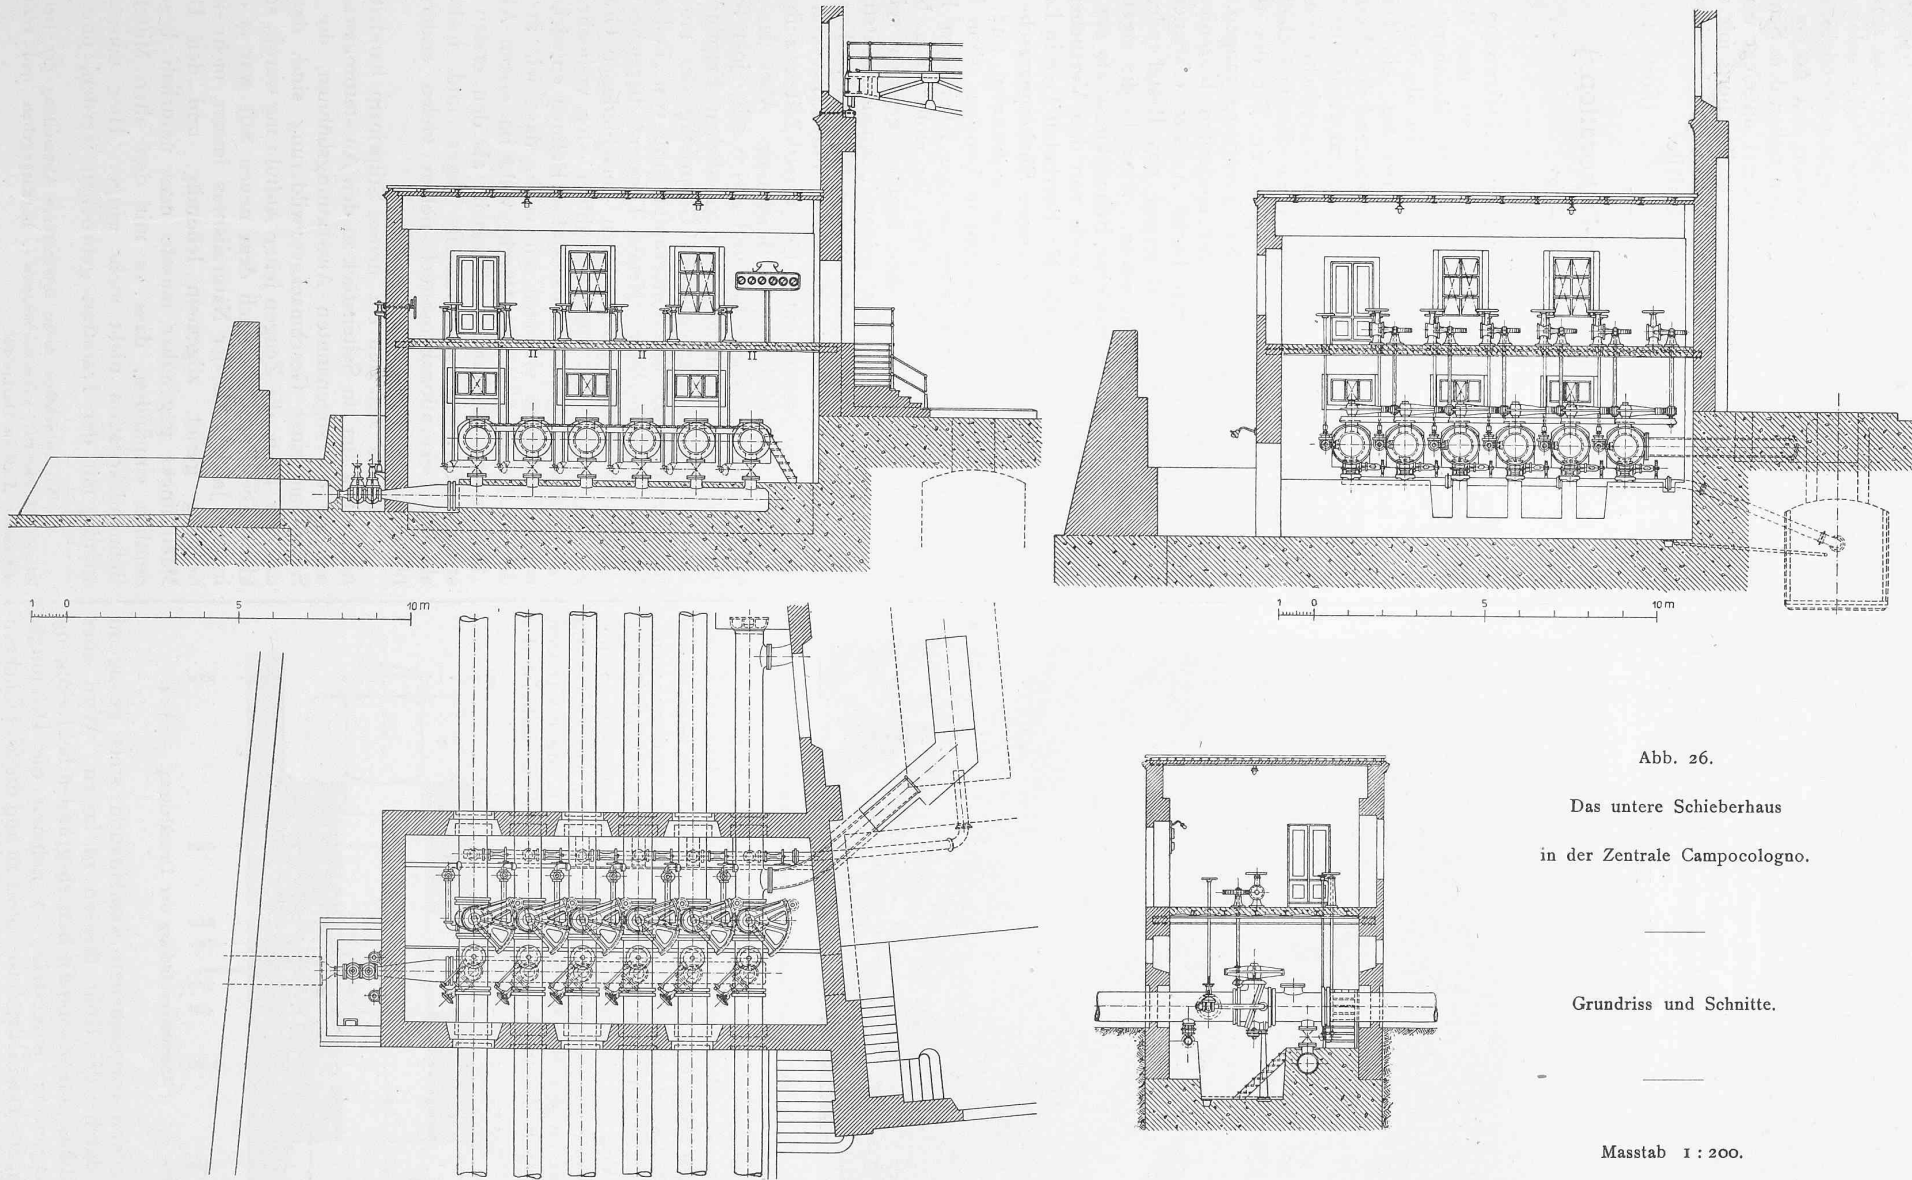 1 0 5 10 m
1 0 5 10 m
Abb. 26.
Das untere Schieberhaus
in der Zentrale Campocologno.
Grundriss und Schnitte.
Masstab 1 : 200.